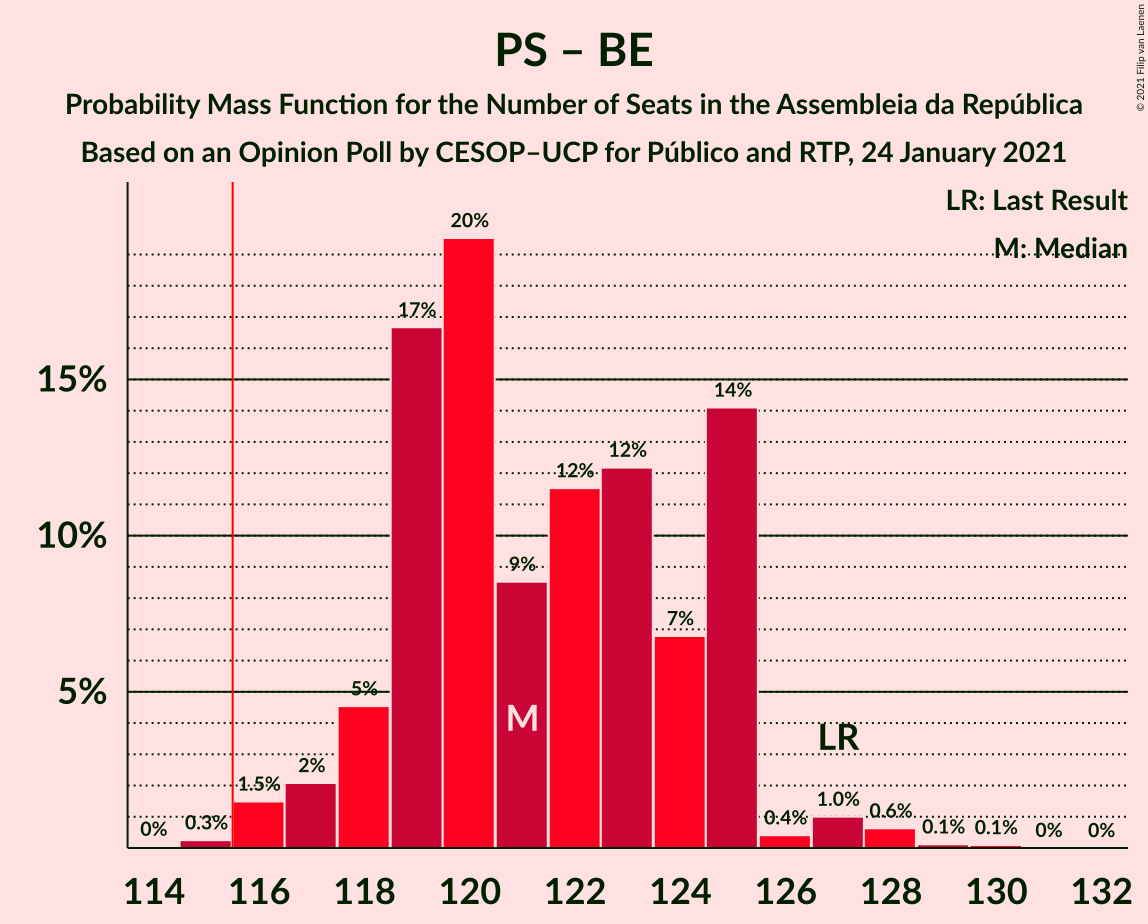 PS – BE
Probability Mass Function for the Number of Seats in the Assembleia da República
Based on an Opinion Poll by CESOP–UCP for Público and RTP, 24 January 2021
© 2021 Filip van Laenen
LR: Last Result
M: Median
20%
17%
15%
14%
12%
12%
10%
9%
7%
5%
5%
M
LR
2%
1.5%
1.0%
0.6%
0.4%
0.3%
0%
0.1%
0.1%
0%
0%
114 116 118 120 122 124 126 128 130 132